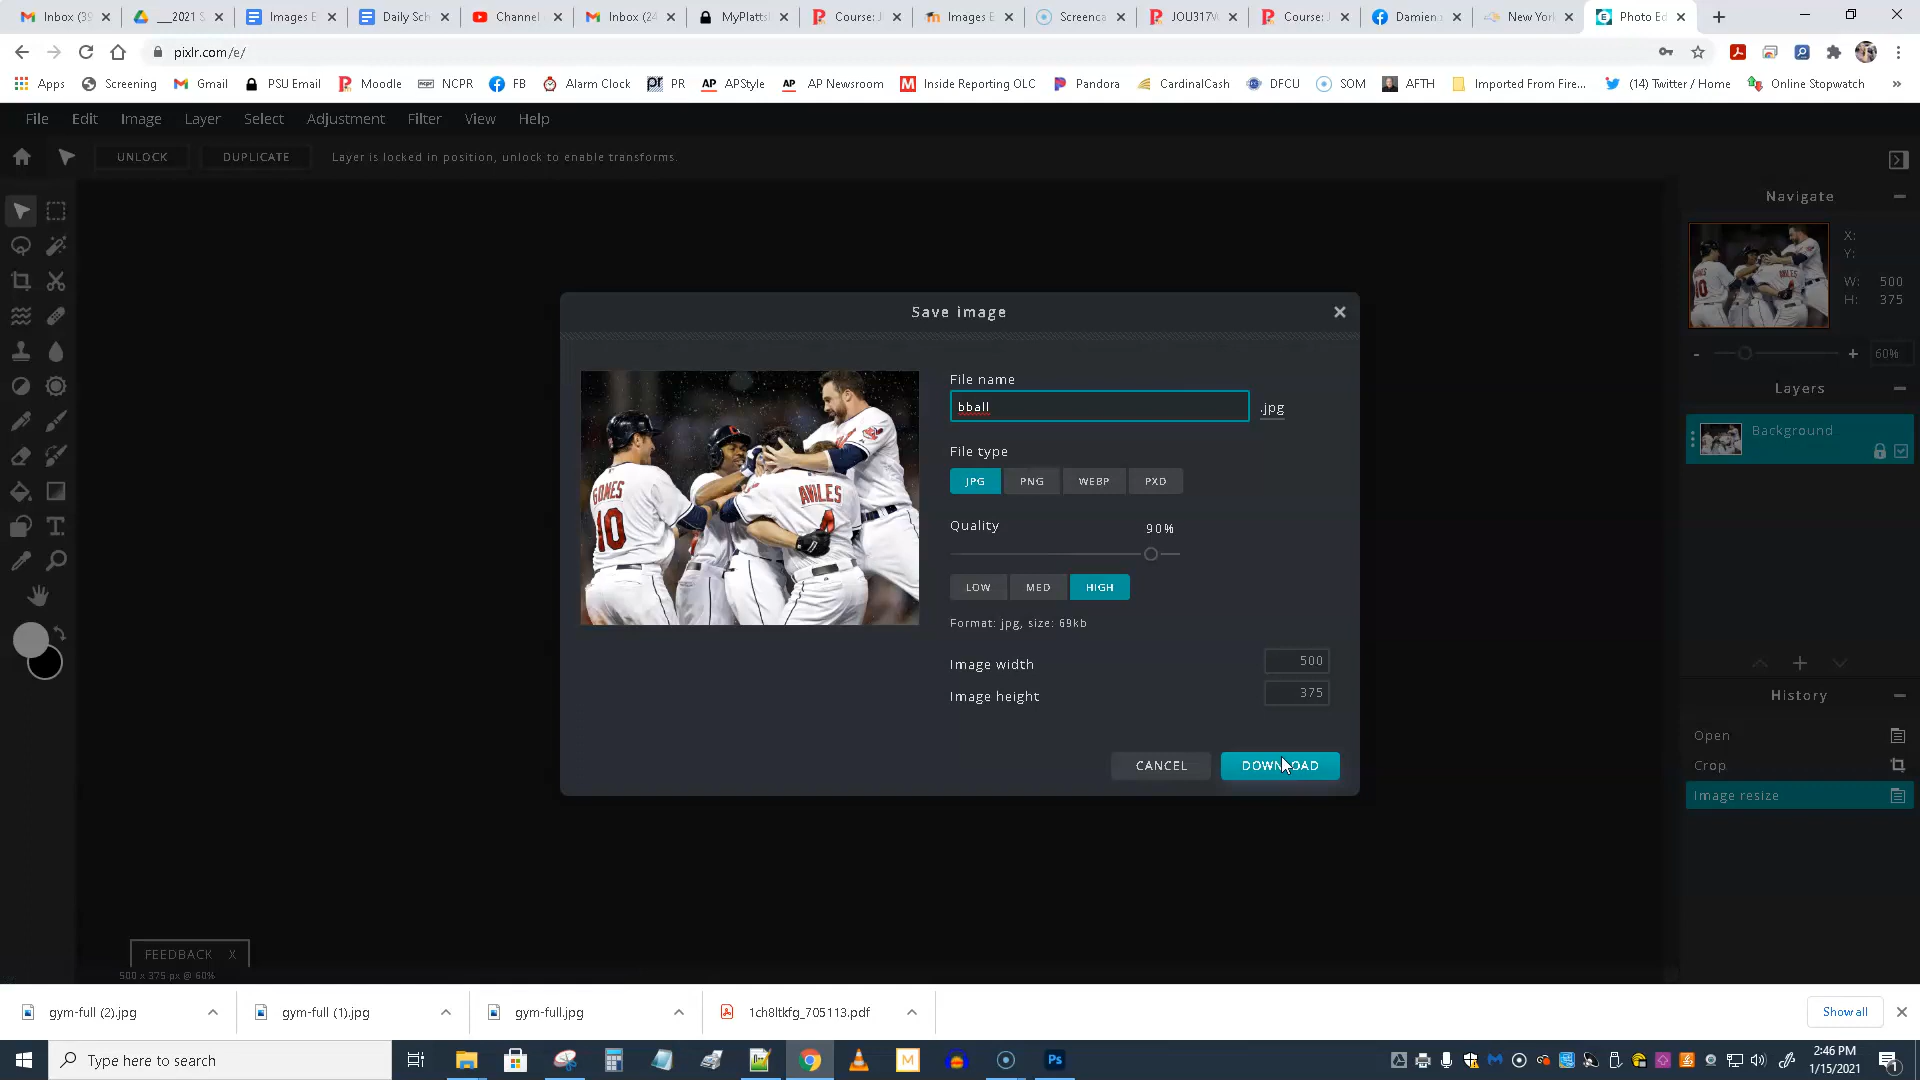 Inbox (39
___2021 S
Images E
Daily Sch
Channel
Inbox (24
MyPlattsl
Course: J
Images E
Screenca
JOU317V
Course: J
Damien
New York
Photo Ed
pixlr.com/e/
Apps
Screening
Gmail
PSU Email
Moodle
NCPR
FB
Alarm Clock
PR
APStyle
AP Newsroom
Inside Reporting OLC
Pandora
CardinalCash
DFCU
SOM
AFTH
Imported From Fire...
(14) Twitter / Home
Online Stopwatch
»
File Edit Image Layer Select Adjustment Filter View Help
UNLOCK DUPLICATE Layer is locked in position, unlock to enable transforms.
Navigate
X:
Y:
W: 500
H: 375
- + 60%
Layers
Background
History
Open
Crop
Image resize
Save image
GOMES
10
AVILES
4
File name
bball .jpg
File type
JPG PNG WEBP PXD
Quality 90%
LOW MED HIGH
Format: jpg, size: 69kb
Image width 500
Image height 375
CANCEL DOWNLOAD
FEEDBACK X
500 x 375 px @ 60%
gym-full (2).jpg
gym-full (1).jpg
gym-full.jpg
1ch8ltkfg_705113.pdf
Show all
Type here to search
Ps
2:46 PM
1/15/2021